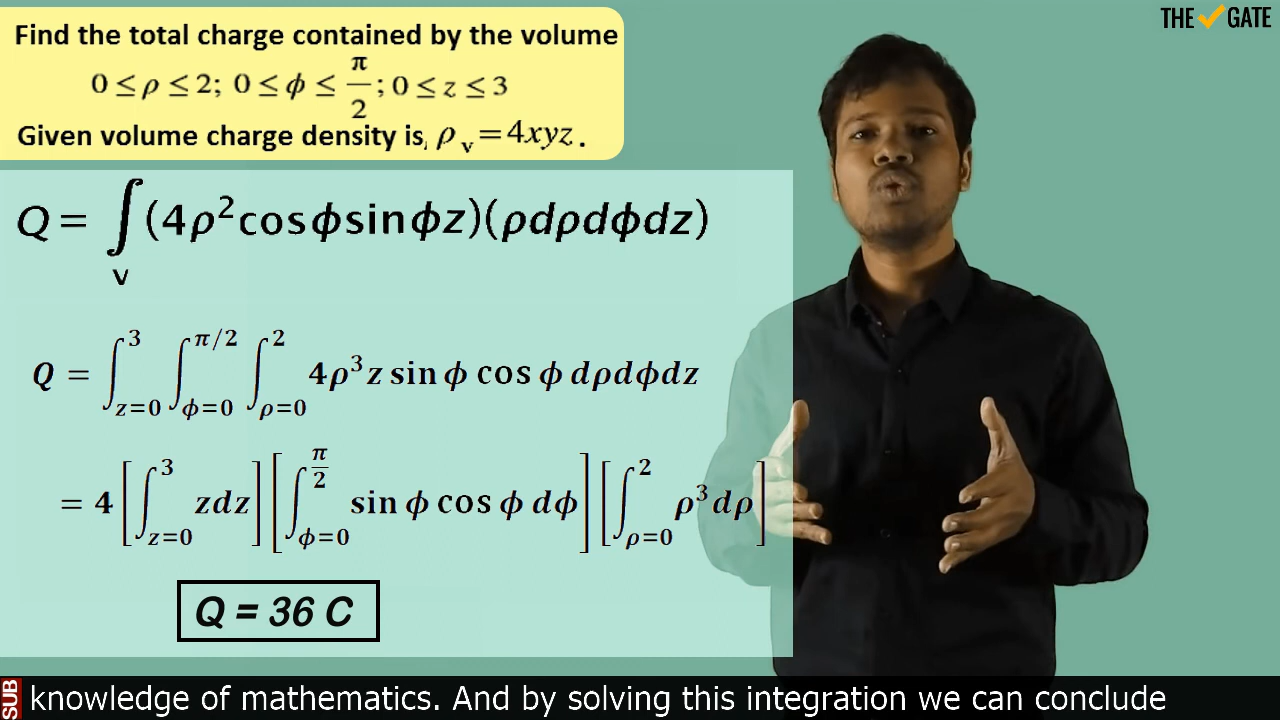 THE GATE
Find the total charge contained by the volume
0 ≤ ρ ≤ 2; 0 ≤ ϕ ≤ π/2 ; 0 ≤ z ≤ 3
Given volume charge density is, ρ_v = 4xyz .
Q = ∫_v (4ρ²cosϕsinϕz)(ρdρdϕdz)
Q = ∫_{z=0}^{3} ∫_{ϕ=0}^{π/2} ∫_{ρ=0}^{2} 4ρ³ z sin ϕ cos ϕ dρdϕdz
= 4 [∫_{z=0}^{3} zdz] [∫_{ϕ=0}^{π/2} sin ϕ cos ϕ dϕ] [∫_{ρ=0}^{2} ρ³dρ]
Q = 36 C
SUB
knowledge of mathematics. And by solving this integration we can conclude